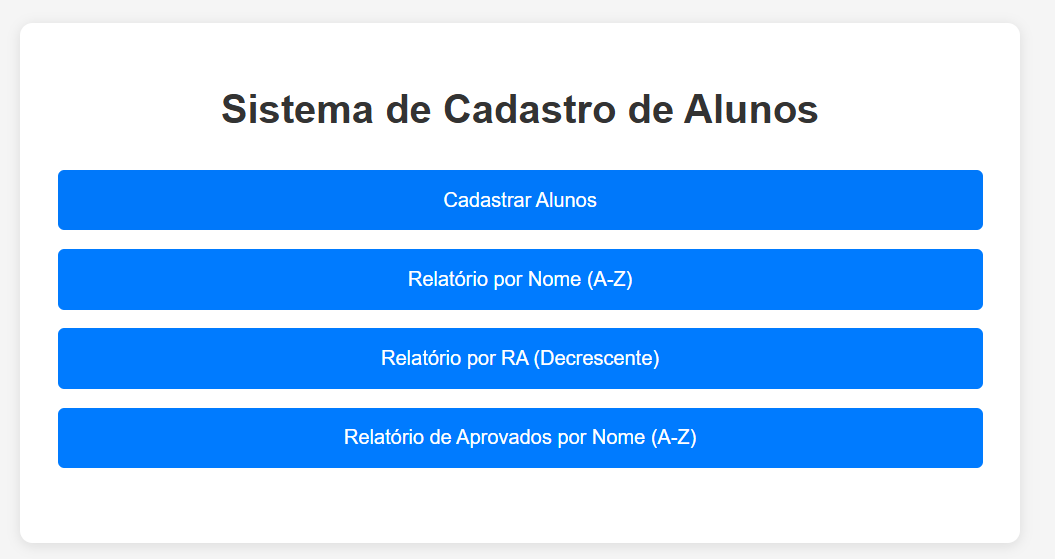 Sistema de Cadastro de Alunos
Cadastrar Alunos
Relatório por Nome (A-Z)
Relatório por RA (Decrescente)
Relatório de Aprovados por Nome (A-Z)